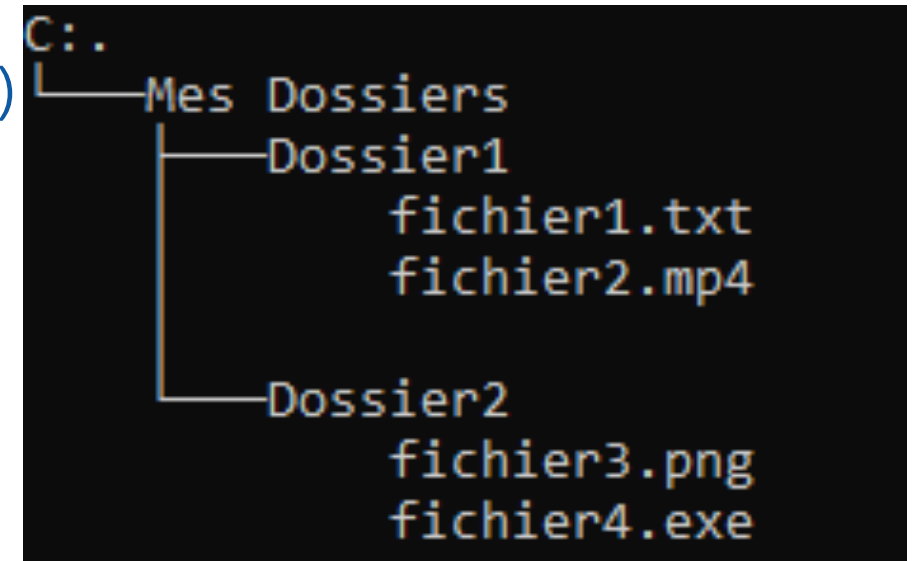 C:.
)
Mes Dossiers
Dossier1
fichier1.txt
fichier2.mp4
Dossier2
fichier3.png
fichier4.exe